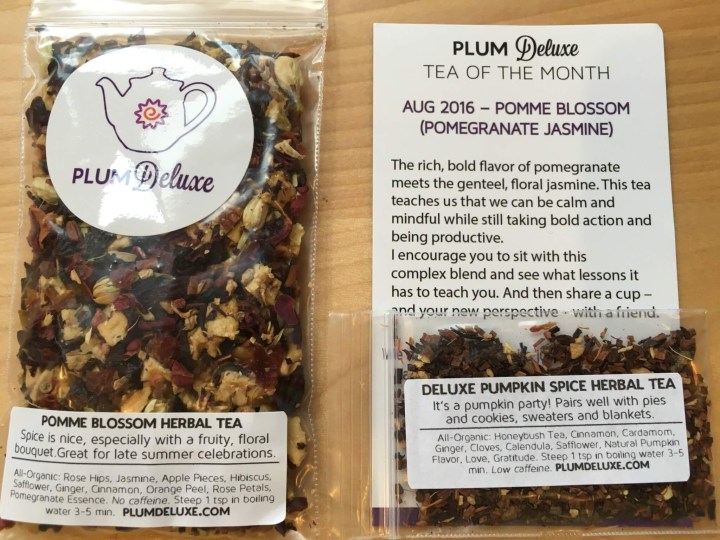 PLUM Deluxe
POMME BLOSSOM HERBAL TEA
Spice is nice, especially with a fruity, floral
bouquet.Great for late summer celebrations.
All-Organic: Rose Hips, Jasmine, Apple Pieces, Hibiscus,
Safflower, Ginger, Cinnamon, Orange Peel, Rose Petals,
Pomegranate Essence. No caffeine. Steep 1 tsp in boiling
water 3-5 min. PLUMDELUXE.COM
PLUM Deluxe
TEA OF THE MONTH
AUG 2016 – POMME BLOSSOM
(POMEGRANATE JASMINE)
The rich, bold flavor of pomegranate
meets the genteel, floral jasmine. This tea
teaches us that we can be calm and
mindful while still taking bold action and
being productive.
I encourage you to sit with this
complex blend and see what lessons it
has to teach you. And then share a cup –
and your new perspective - with a friend.
DELUXE PUMPKIN SPICE HERBAL TEA
It's a pumpkin party! Pairs well with pies
and cookies, sweaters and blankets.
All-Organic: Honeybush Tea, Cinnamon, Cardamom,
Ginger, Cloves, Calendula, Safflower, Natural Pumpkin
Flavor, Love, Gratitude. Steep 1 tsp in boiling water 3-5
min. Low caffeine. PLUMDELUXE.COM